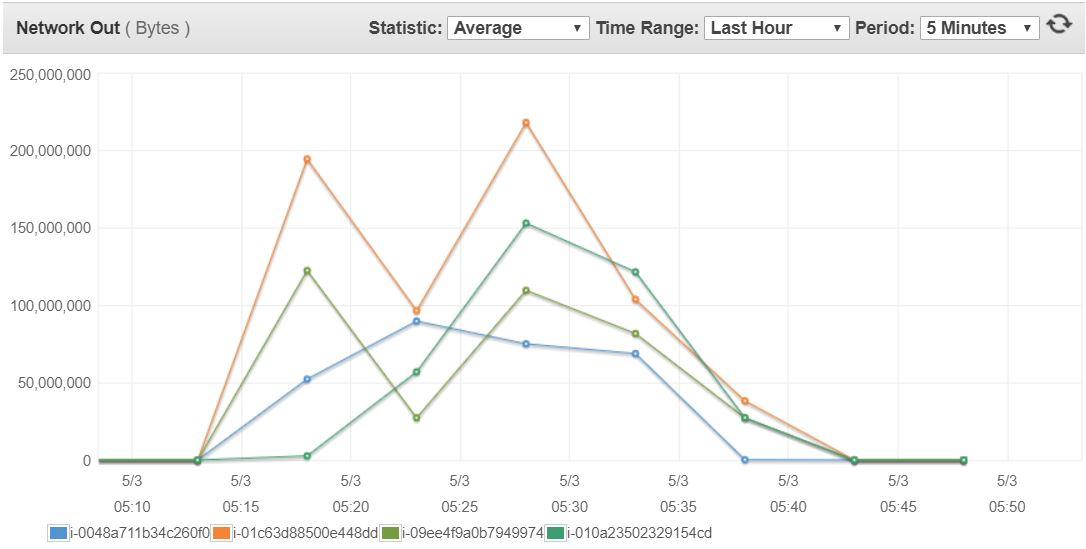 Network Out ( Bytes ) Statistic: Average Time Range: Last Hour Period: 5 Minutes
250,000,000
200,000,000
150,000,000
100,000,000
50,000,000
0
5/3 5/3 5/3 5/3 5/3 5/3 5/3 5/3 5/3
05:10 05:15 05:20 05:25 05:30 05:35 05:40 05:45 05:50
i-0048a711b34c260f0 i-01c63d88500e448dd i-09ee4f9a0b7949974 i-010a23502329154cd